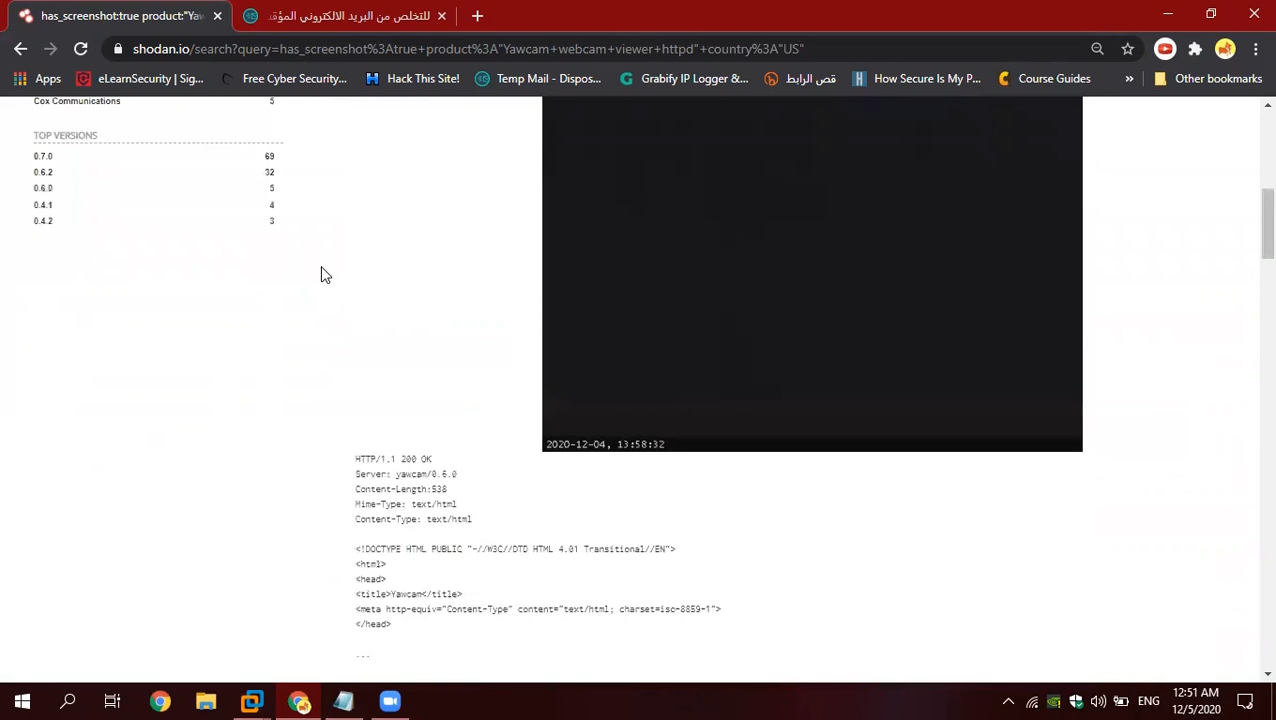 has_screenshot:true product:"Yaw
للتخلص من البريد الالكتروني المؤقت
shodan.io/search?query=has_screenshot%3Atrue+product%3A"Yawcam+webcam+viewer+httpd"+country%3A"US"
Apps
eLearnSecurity | Sig...
Free Cyber Security...
Hack This Site!
Temp Mail - Dispos...
Grabify IP Logger &...
قص الرابط
How Secure Is My P...
Course Guides
»
Other bookmarks
Cox Communications 5
TOP VERSIONS
0.7.0 69
0.6.2 32
0.6.0 5
0.4.1 4
0.4.2 3
2020-12-04, 13:58:32
HTTP/1.1 200 OK
Server: yawcam/0.6.0
Content-Length:538
Mime-Type: text/html
Content-Type: text/html
<!DOCTYPE HTML PUBLIC "-//W3C//DTD HTML 4.01 Transitional//EN">
<html>
<head>
<title>Yawcam</title>
<meta http-equiv="Content-Type" content="text/html; charset=iso-8859-1">
</head>
...
ENG
12:51 AM
12/5/2020